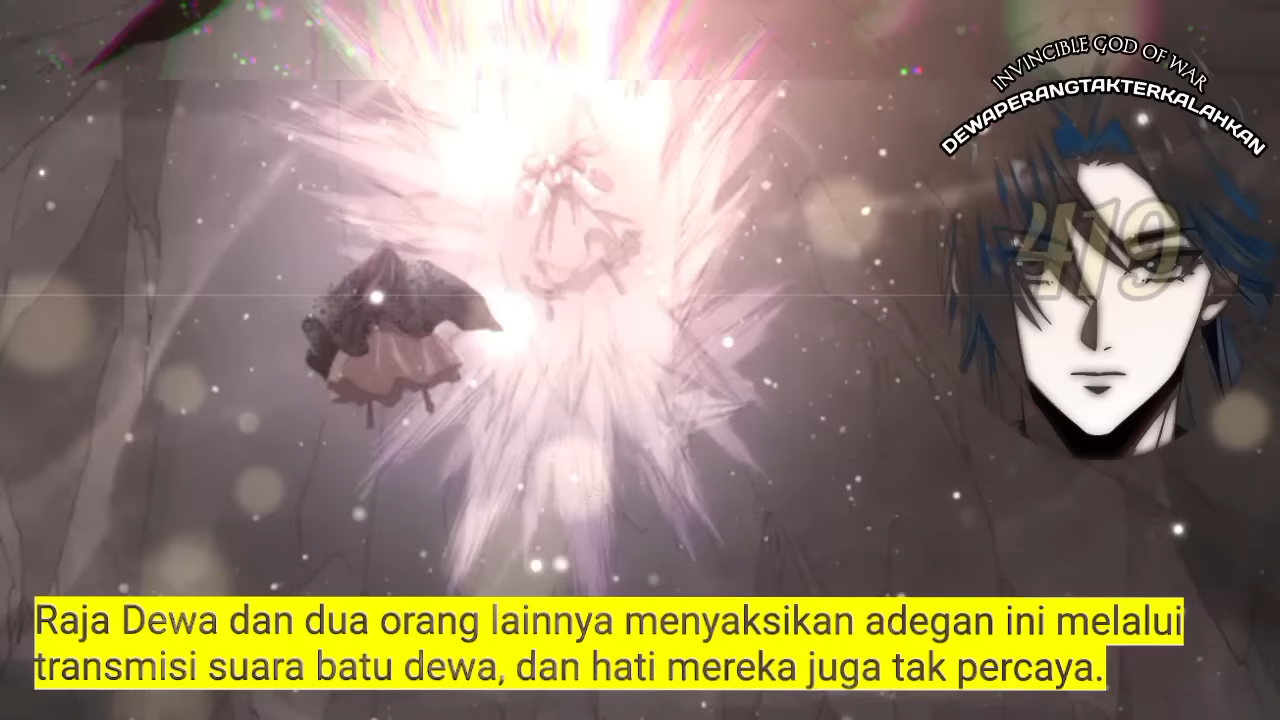 INVINCIBLE GOD OF WAR
DEWAPERANGTAKTERKALAHKAN
419
Raja Dewa dan dua orang lainnya menyaksikan adegan ini melalui
transmisi suara batu dewa, dan hati mereka juga tak percaya.